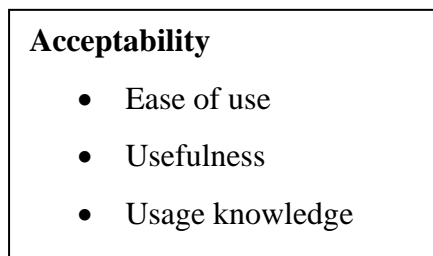 Acceptability
• Ease of use
• Usefulness
• Usage knowledge